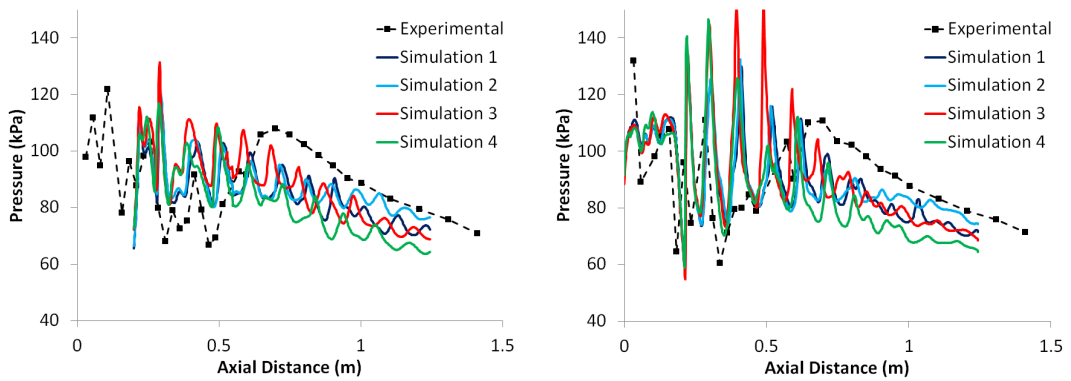 140
120
100
80
60
40
Pressure (kPa)
0
0.5
1
1.5
Axial Distance (m)
Experimental
Simulation 1
Simulation 2
Simulation 3
Simulation 4
140
120
100
80
60
40
Pressure (kPa)
0
0.5
1
1.5
Axial Distance (m)
Experimental
Simulation 1
Simulation 2
Simulation 3
Simulation 4